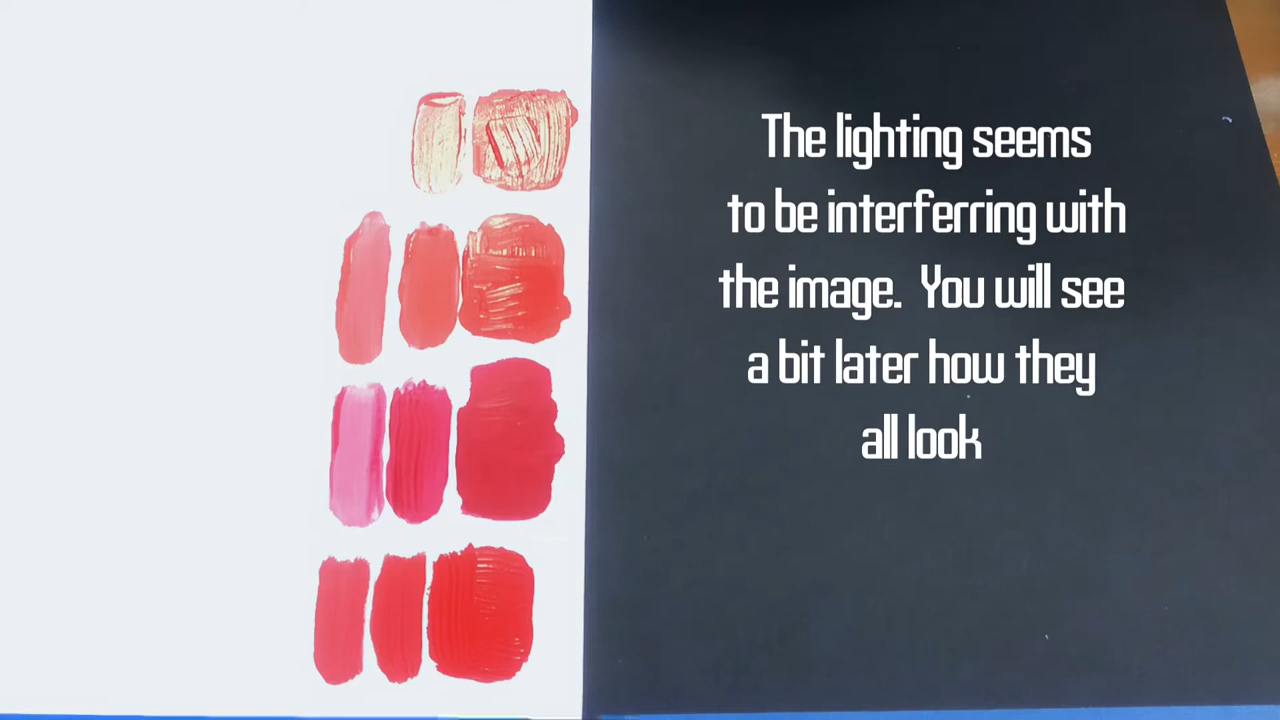 The lighting seems
to be interferring with
the image.  You will see
a bit later how they
all look